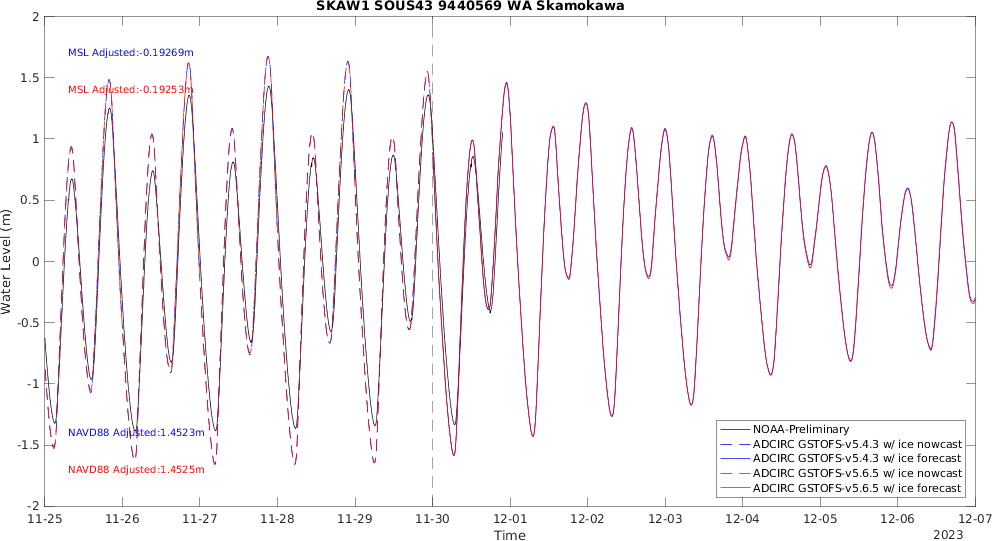 SKAW1 SOUS43 9440569 WA Skamokawa
2
1.5
1
0.5
0
-0.5
-1
-1.5
-2
Water Level (m)
MSL Adjusted:-0.19269m
MSL Adjusted:-0.19253m
NAVD88 Adjusted:1.4523m
NAVD88 Adjusted:1.4525m
NOAA-Preliminary
ADCIRC GSTOFS-v5.4.3 w/ ice nowcast
ADCIRC GSTOFS-v5.4.3 w/ ice forecast
ADCIRC GSTOFS-v5.6.5 w/ ice nowcast
ADCIRC GSTOFS-v5.6.5 w/ ice forecast
11-25 11-26 11-27 11-28 11-29 11-30 12-01 12-02 12-03 12-04 12-05 12-06 12-07
Time
2023